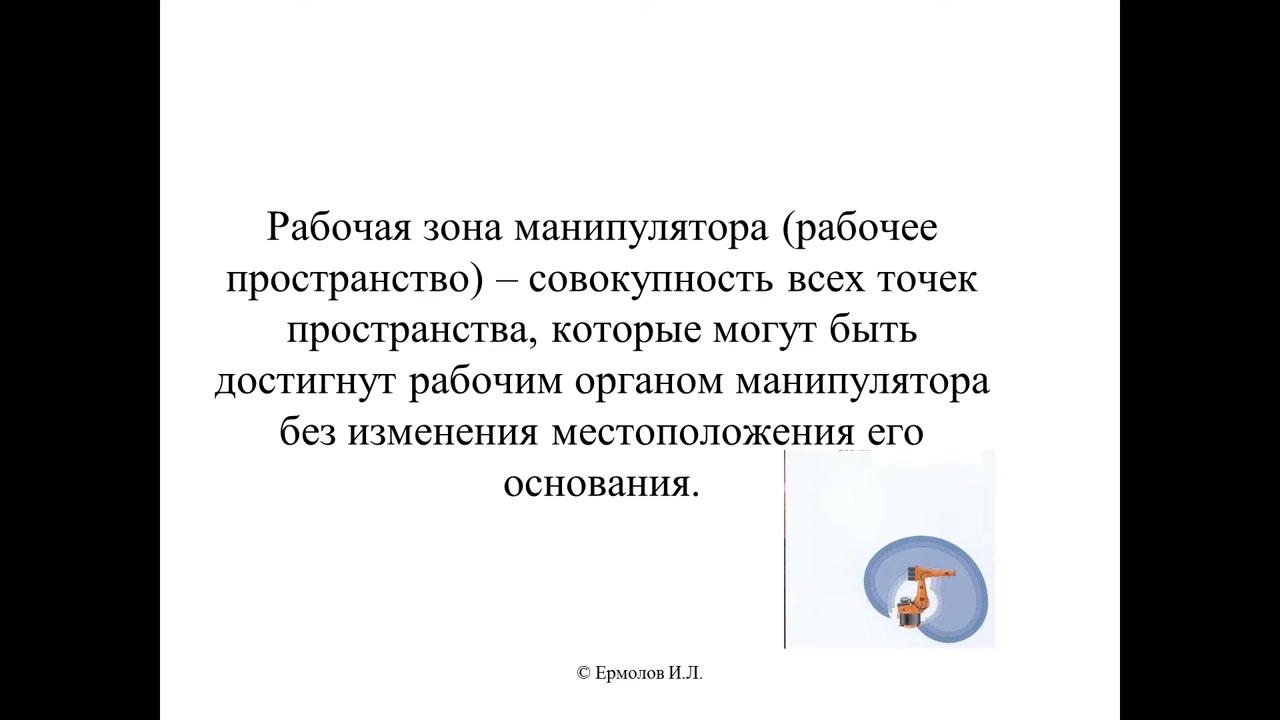 Рабочая зона манипулятора (рабочее
пространство) – совокупность всех точек
пространства, которые могут быть
достигнут рабочим органом манипулятора
без изменения местоположения его
основания.
© Ермолов И.Л.